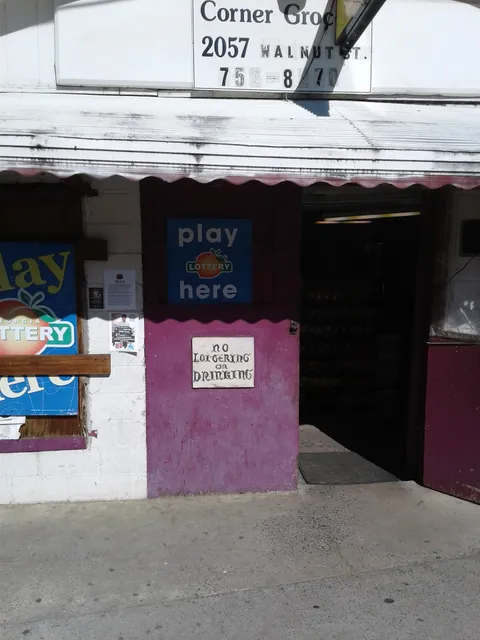 Corner Groc
2057 WALNUT ST.
play
LOTTERY
here
lay
TTERY
ere
NO
LOITERING
OR
DRINKING